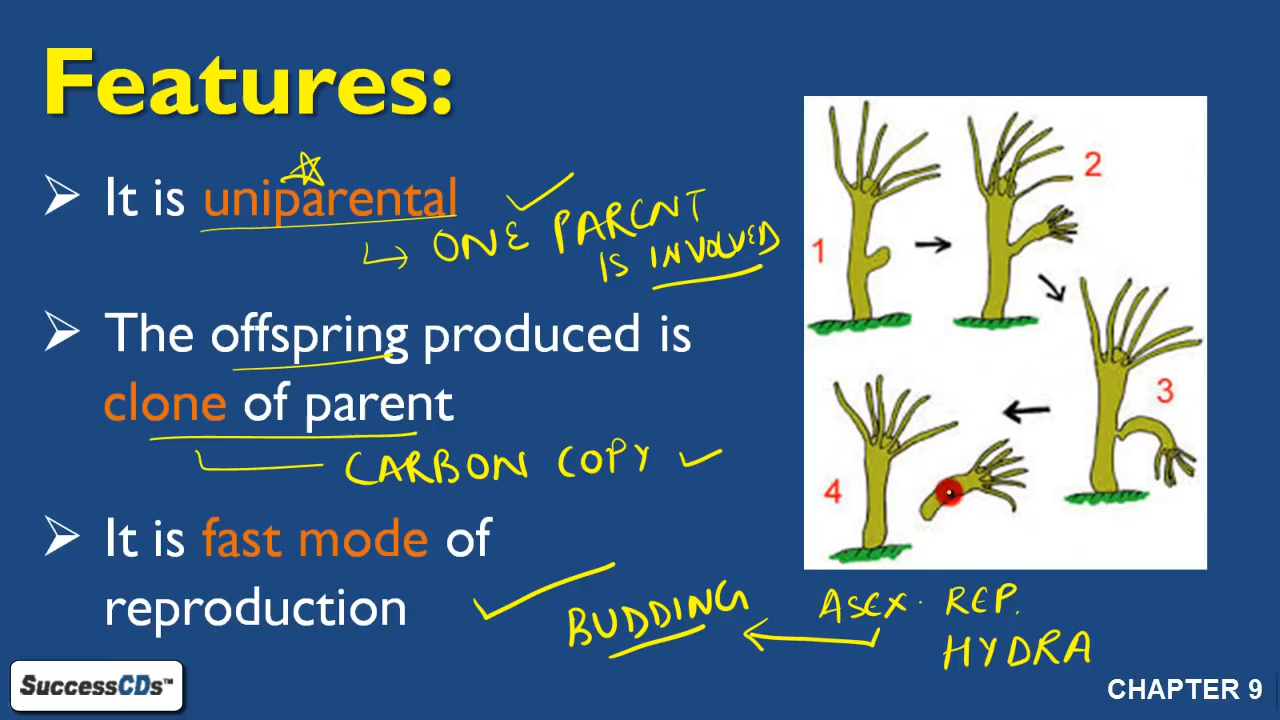 Features:
It is uniparental
ONE PARENT
IS INVOLVED
The offspring produced is
clone of parent
CARBON COPY
It is fast mode of
reproduction
BUDDING
ASEX. REP.
HYDRA
1
2
3
4
SuccessCDs™
CHAPTER 9